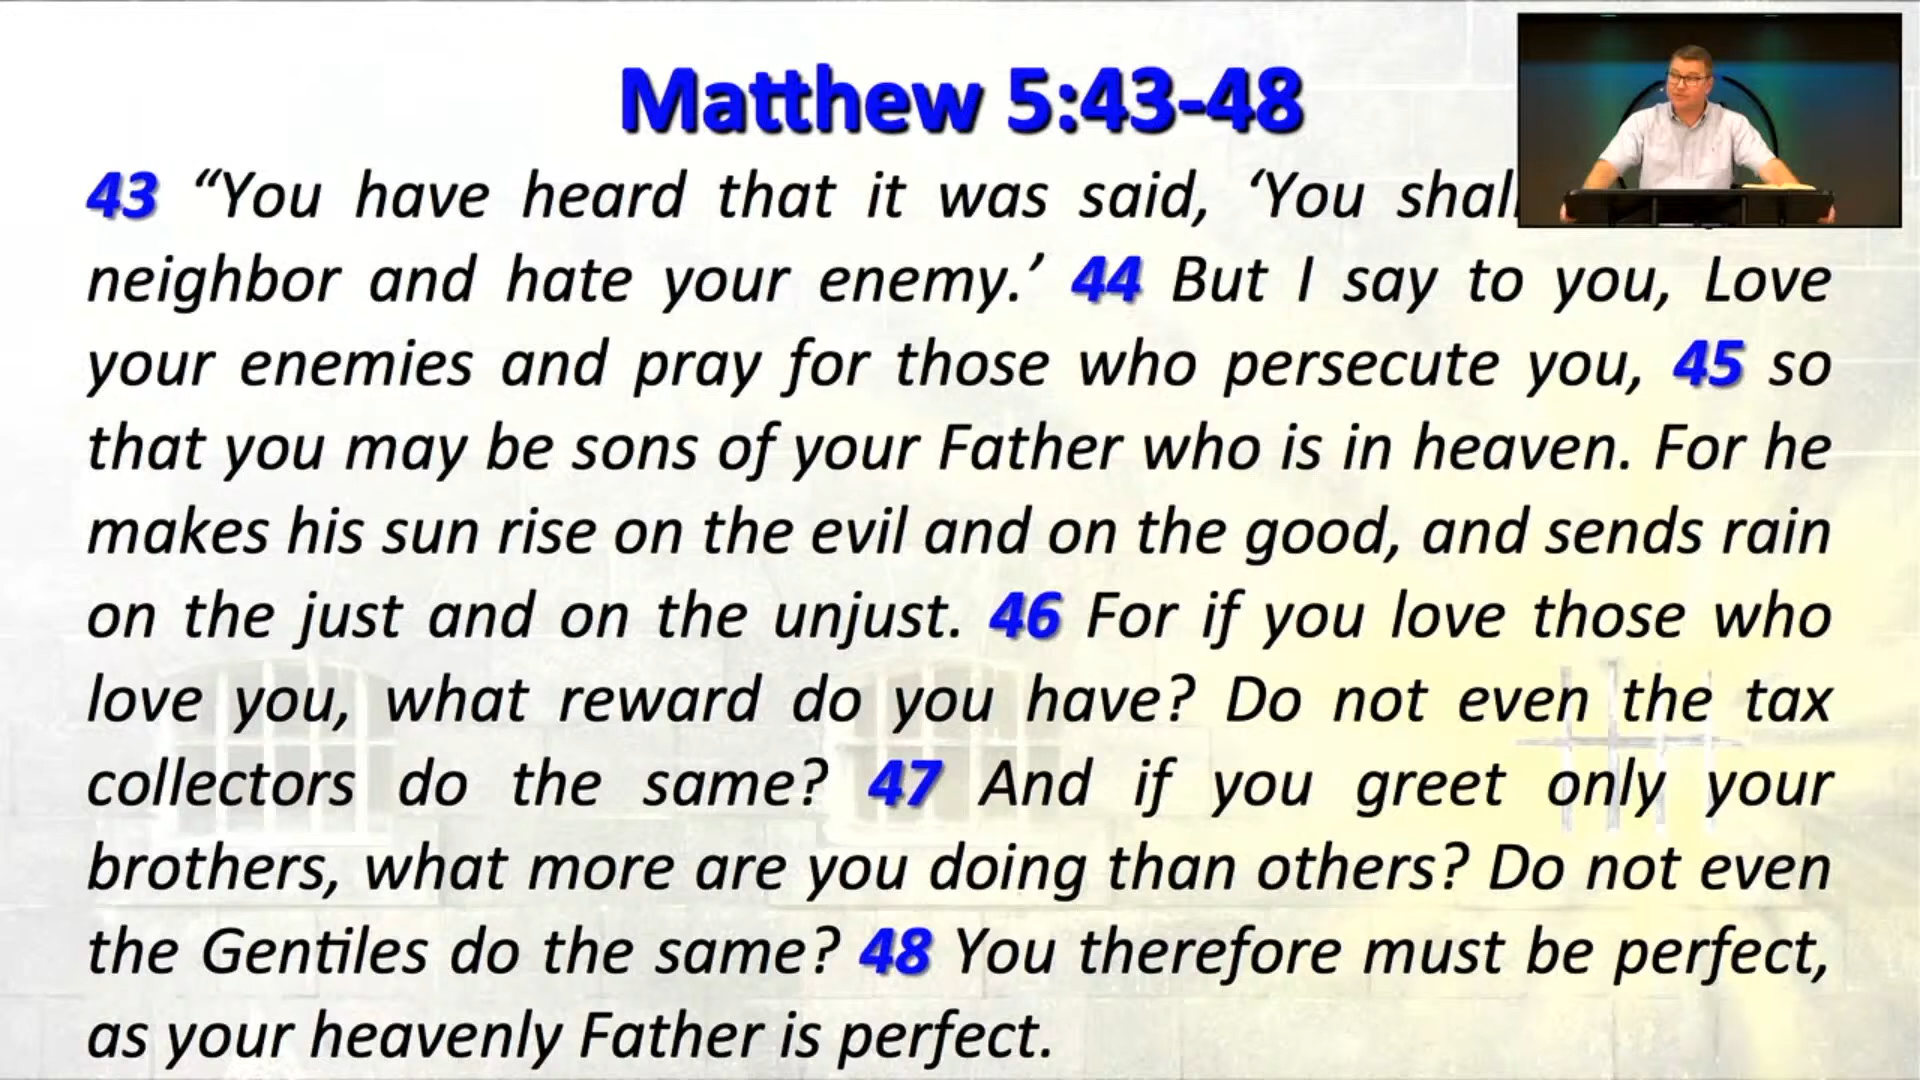 Matthew 5:43-48
43 “You have heard that it was said, ‘You shall
neighbor and hate your enemy.’ 44 But I say to you, Love
your enemies and pray for those who persecute you, 45 so
that you may be sons of your Father who is in heaven. For he
makes his sun rise on the evil and on the good, and sends rain
on the just and on the unjust. 46 For if you love those who
love you, what reward do you have? Do not even the tax
collectors do the same? 47 And if you greet only your
brothers, what more are you doing than others? Do not even
the Gentiles do the same? 48 You therefore must be perfect,
as your heavenly Father is perfect.